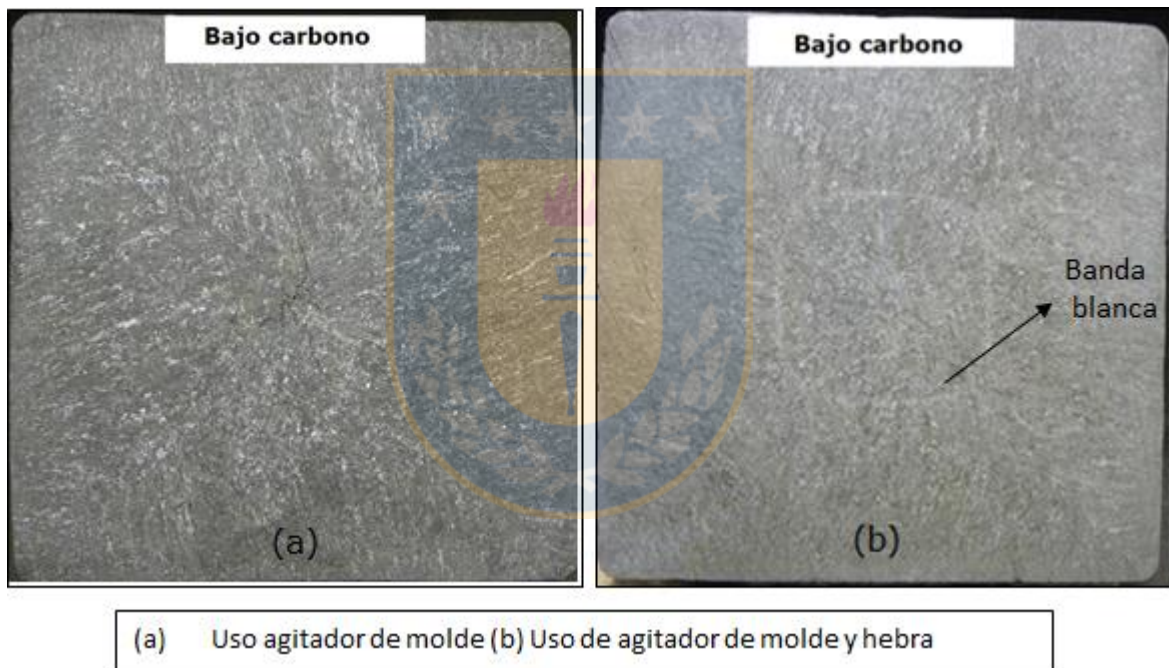 Bajo carbono
Bajo carbono
Banda
blanca
(a)
(b)
(a) Uso agitador de molde (b) Uso de agitador de molde y hebra